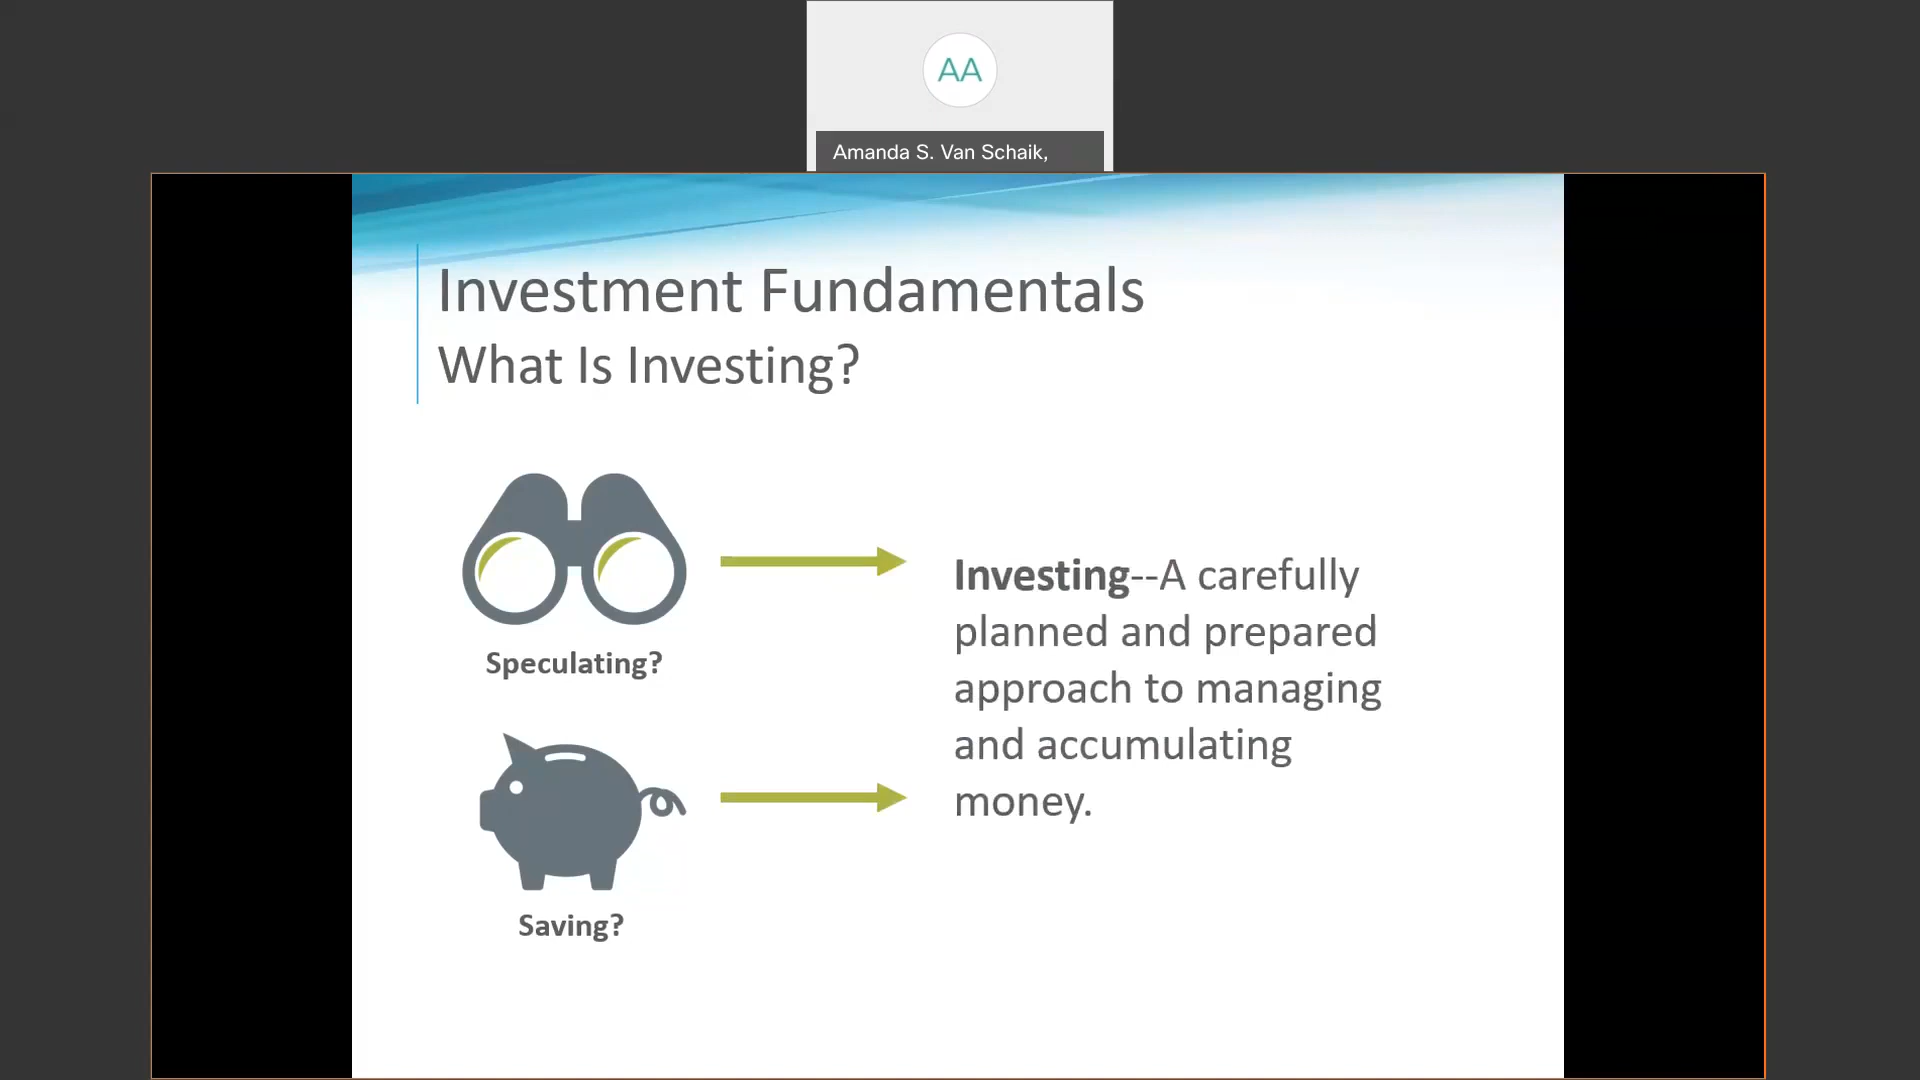 AA
Amanda S. Van Schaik,
Investment Fundamentals
What Is Investing?
Speculating?
Saving?
Investing--A carefully
planned and prepared
approach to managing
and accumulating
money.